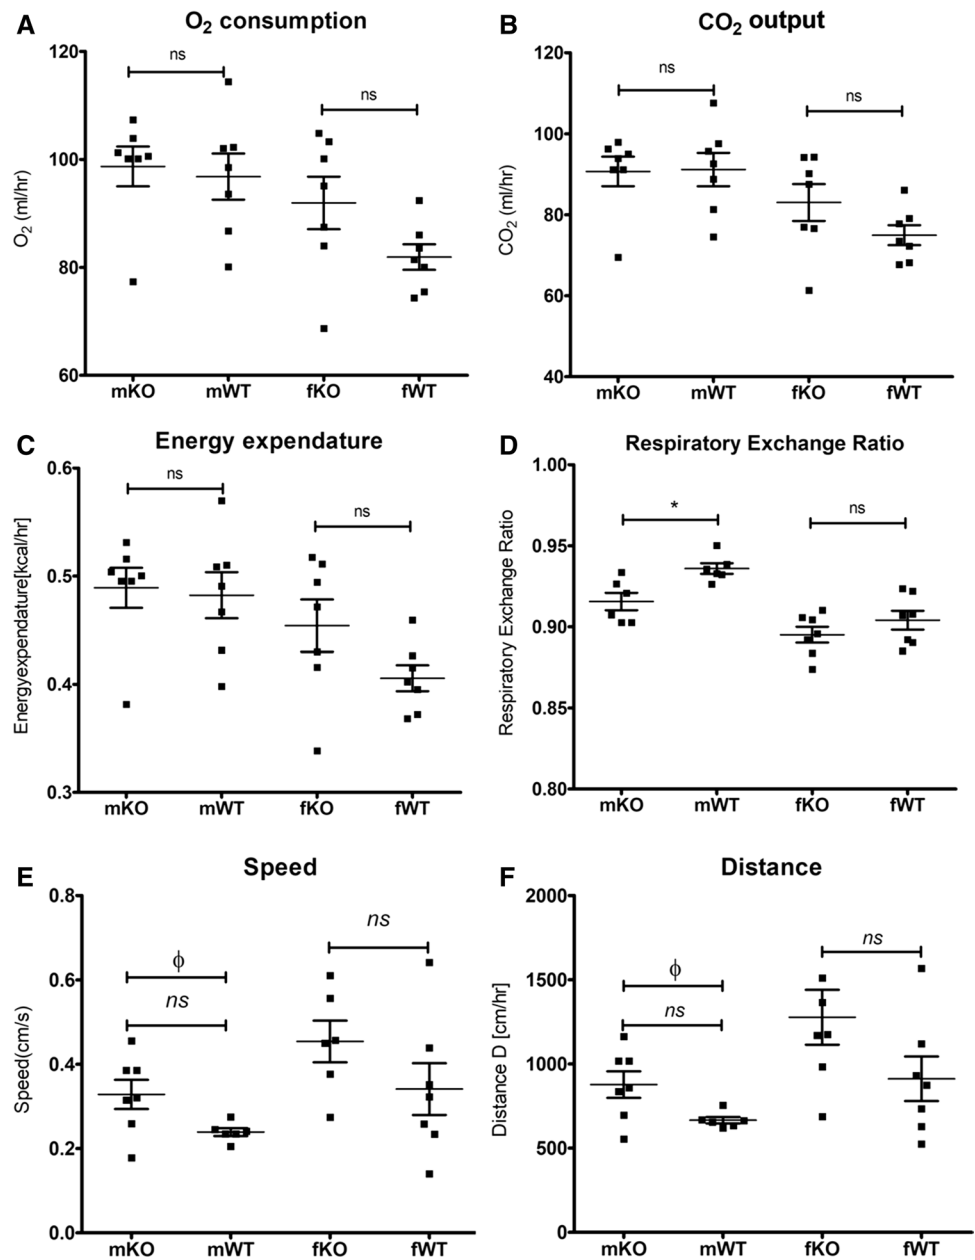 A
O₂ consumption
120
100
80
60
O₂ (ml/hr)
ns
ns
mKO mWT fKO fWT
B
CO₂ output
120
100
80
60
40
CO₂ (ml/hr)
ns
ns
mKO mWT fKO fWT
C
Energy expendature
0.6
0.5
0.4
0.3
Energyexpendature[kcal/hr]
ns
ns
mKO mWT fKO fWT
D
Respiratory Exchange Ratio
1.00
0.95
0.90
0.85
0.80
Respiratory Exchange Ratio
*
ns
mKO mWT fKO fWT
E
Speed
0.8
0.6
0.4
0.2
0.0
Speed(cm/s)
ϕ
ns
ns
mKO mWT fKO fWT
F
Distance
2000
1500
1000
500
0
Distance D [cm/hr]
ϕ
ns
ns
mKO mWT fKO fWT